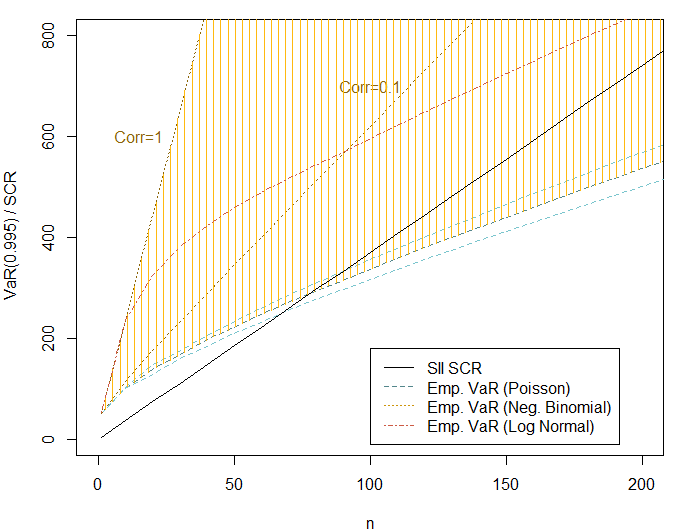 800
600
400
200
0
VaR(0.995) / SCR
Corr=0.1
Corr=1
SII SCR
Emp. VaR (Poisson)
Emp. VaR (Neg. Binomial)
Emp. VaR (Log Normal)
0 50 100 150 200
n